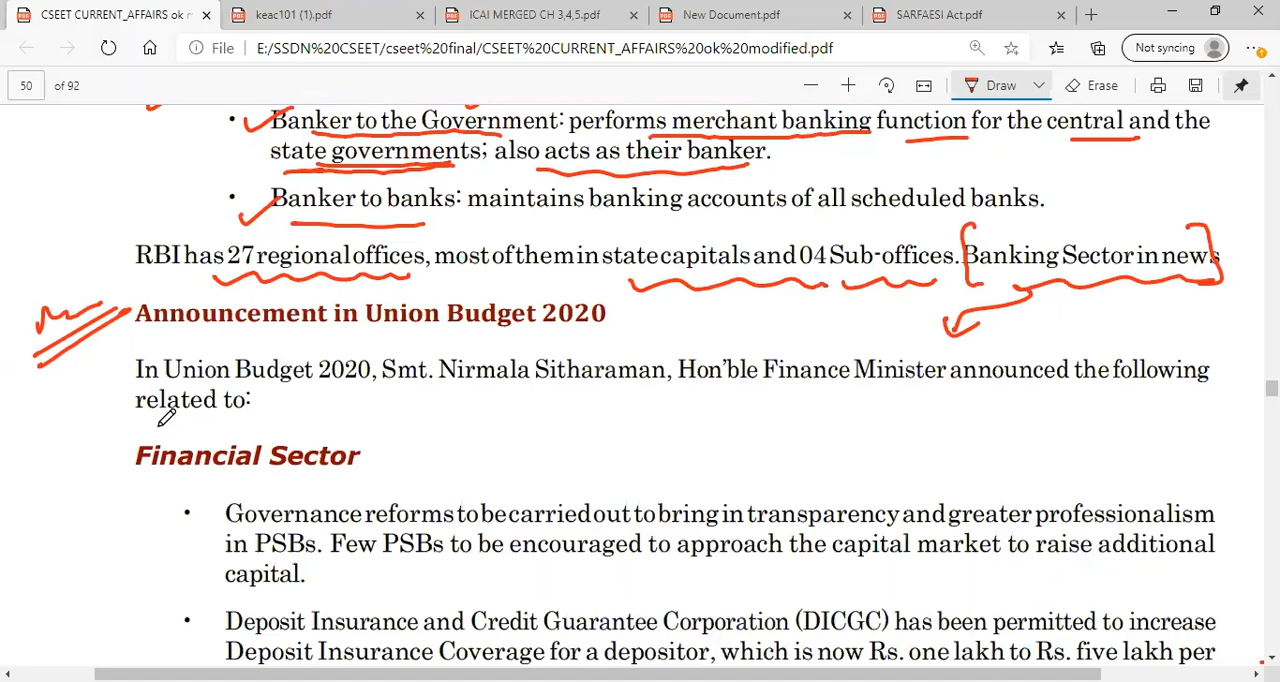 CSEET CURRENT_AFFAIRS ok r
keac101 (1).pdf
ICAI MERGED CH 3,4,5.pdf
New Document.pdf
SARFAESI Act.pdf
File
E:/SSDN%20CSEET/cseet%20final/CSEET%20CURRENT_AFFAIRS%20ok%20modified.pdf
Not syncing
50 of 92
Draw
Erase
• Banker to the Government: performs merchant banking function for the central and the
state governments; also acts as their banker.
• Banker to banks: maintains banking accounts of all scheduled banks.
RBI has 27 regional offices, most of them in state capitals and 04 Sub-offices. Banking Sector in news
Announcement in Union Budget 2020
In Union Budget 2020, Smt. Nirmala Sitharaman, Hon'ble Finance Minister announced the following
related to:
Financial Sector
• Governance reforms to be carried out to bring in transparency and greater professionalism
in PSBs. Few PSBs to be encouraged to approach the capital market to raise additional
capital.
• Deposit Insurance and Credit Guarantee Corporation (DICGC) has been permitted to increase
Deposit Insurance Coverage for a depositor, which is now Rs. one lakh to Rs. five lakh per